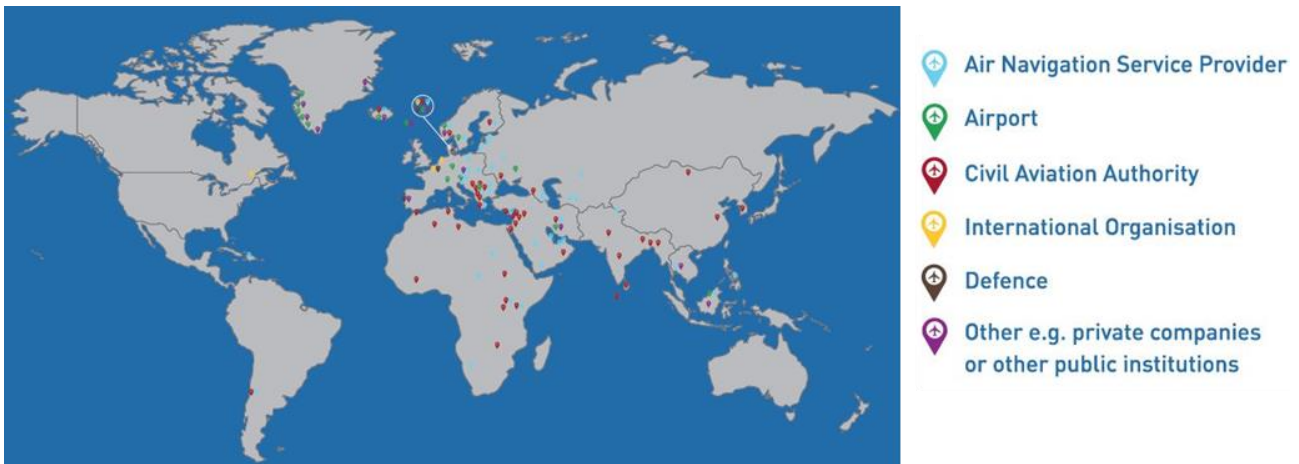 Air Navigation Service Provider
Airport
Civil Aviation Authority
International Organisation
Defence
Other e.g. private companies
or other public institutions